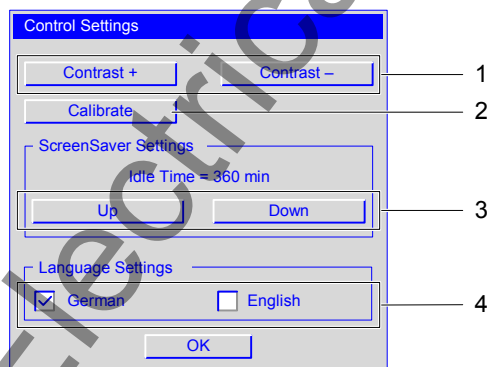 Control Settings
Contrast + Contrast – 1
Calibrate 2
ScreenSaver Settings
Idle Time = 360 min
Up Down 3
Language Settings
German English 4
OK
Electrical